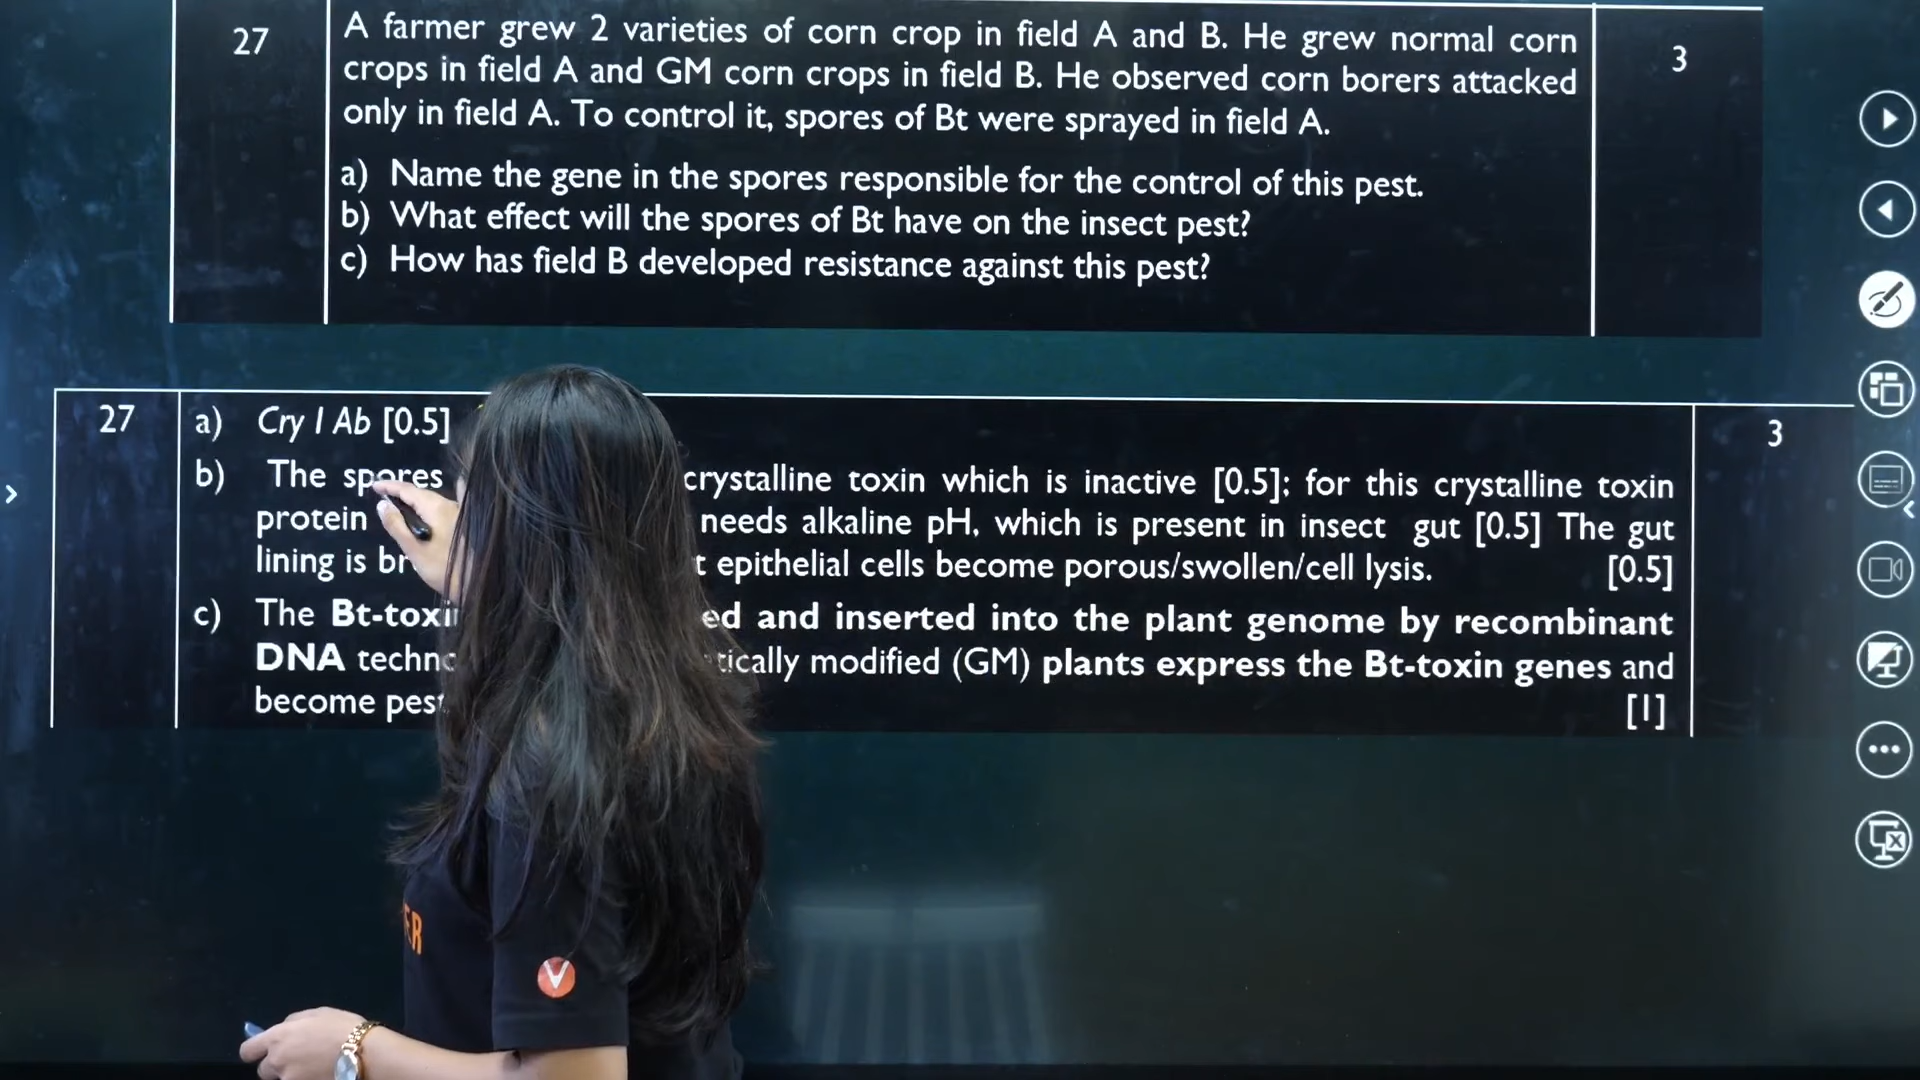 27
A farmer grew 2 varieties of corn crop in field A and B. He grew normal corn
crops in field A and GM corn crops in field B. He observed corn borers attacked
only in field A. To control it, spores of Bt were sprayed in field A.
3
a) Name the gene in the spores responsible for the control of this pest.
b) What effect will the spores of Bt have on the insect pest?
c) How has field B developed resistance against this pest?
27
a) Cry I Ab [0.5]
3
b) The spores crystalline toxin which is inactive [0.5]; for this crystalline toxin
protein needs alkaline pH, which is present in insect gut [0.5] The gut
lining is epithelial cells become porous/swollen/cell lysis. [0.5]
c) The and inserted into the plant genome by recombinant
DNA modified (GM) plants express the Bt-toxin genes and
become [1]
ER
V